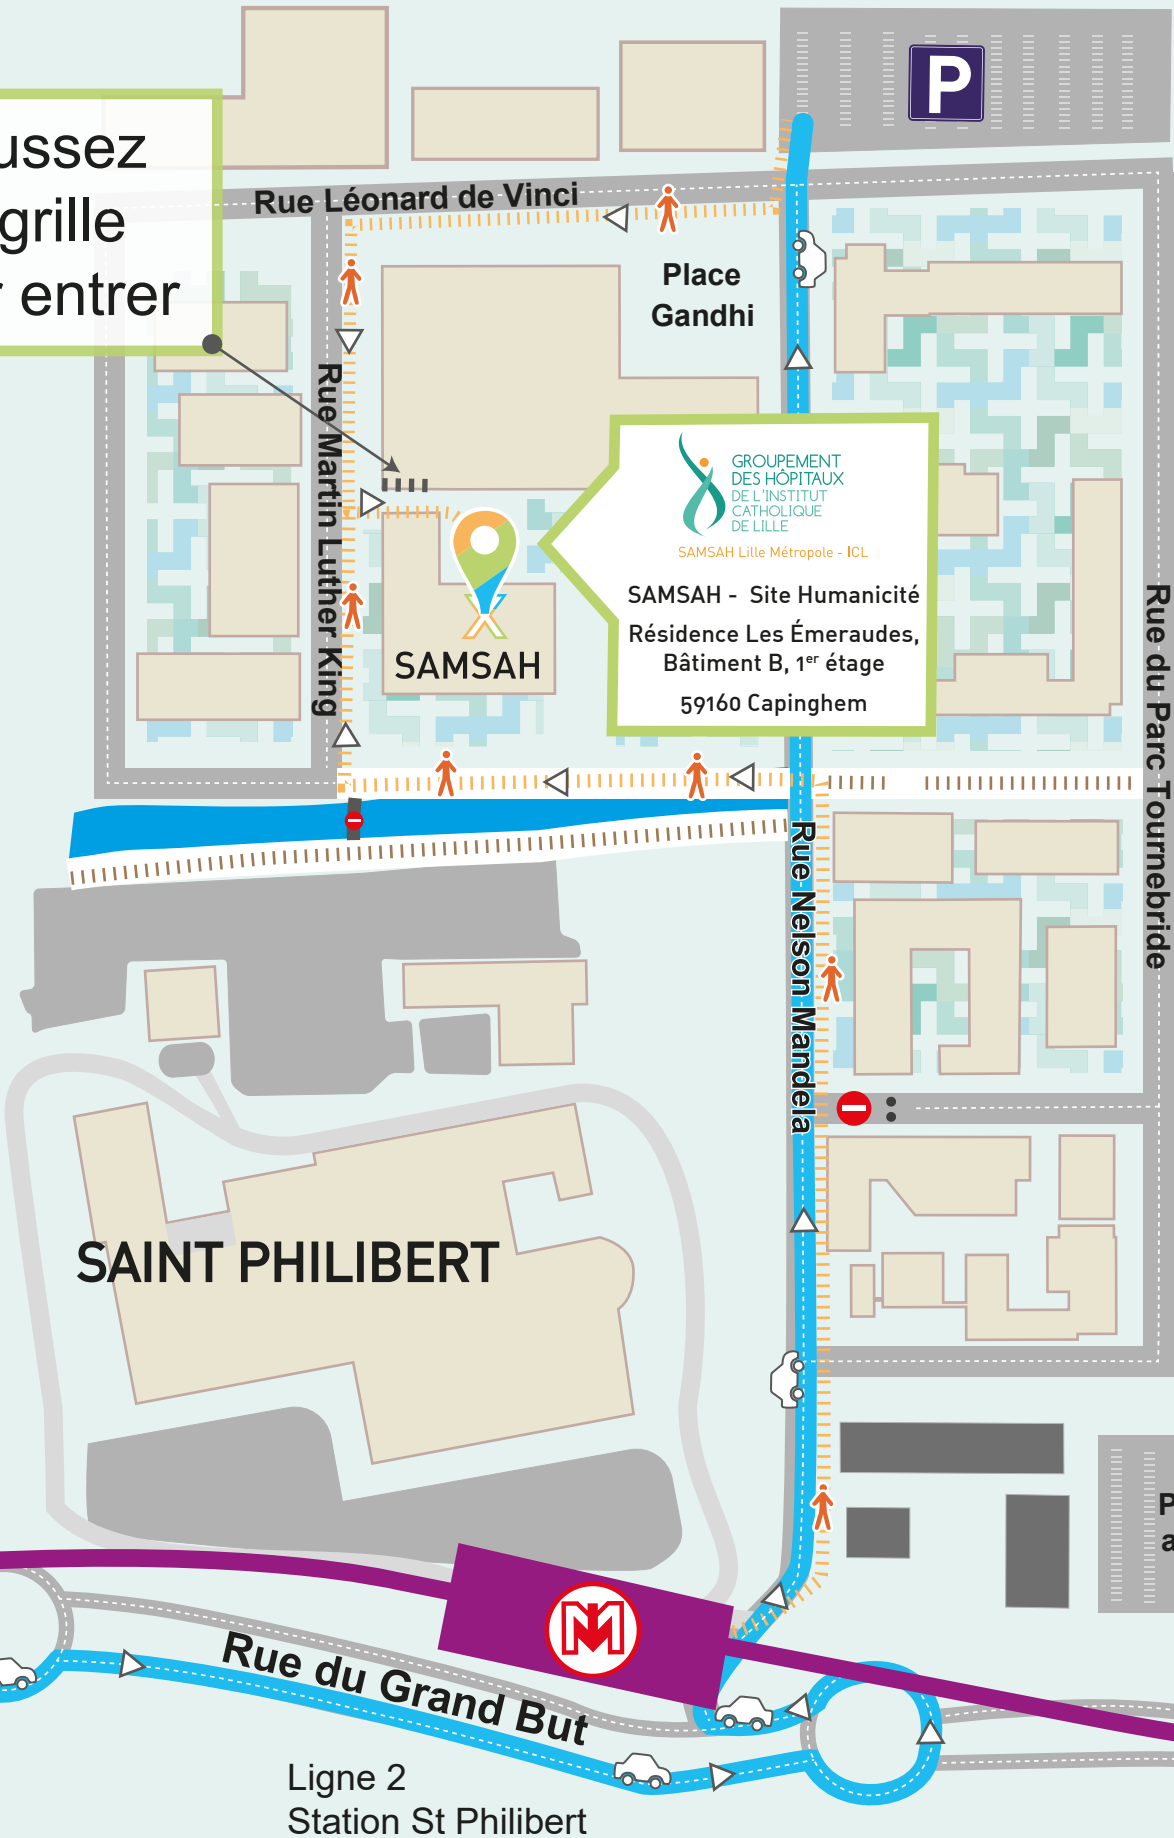 P
ussez
grille
r entrer
Rue Léonard de Vinci
Place
Gandhi
Rue Martin Luther King
GROUPEMENT
DES HÔPITAUX
DE L'INSTITUT
CATHOLIQUE
DE LILLE
SAMSAH Lille Métropole - ICL
SAMSAH - Site Humanicité
Résidence Les Émeraudes,
Bâtiment B, 1er étage
59160 Capinghem
SAMSAH
Rue du Parc Tournebride
Rue Nelson Mandela
SAINT PHILIBERT
P
a
M
Rue du Grand But
Ligne 2
Station St Philibert